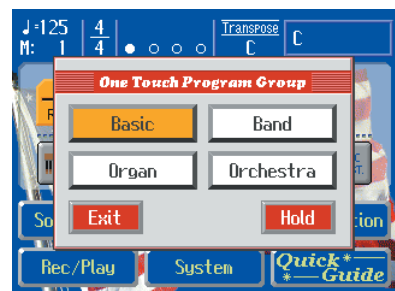 ♩=125 4/4 Transpose C C
M: 1
One Touch Program Group
Basic Band
Organ Orchestra
Exit Hold
Rec/Play System Quick Guide